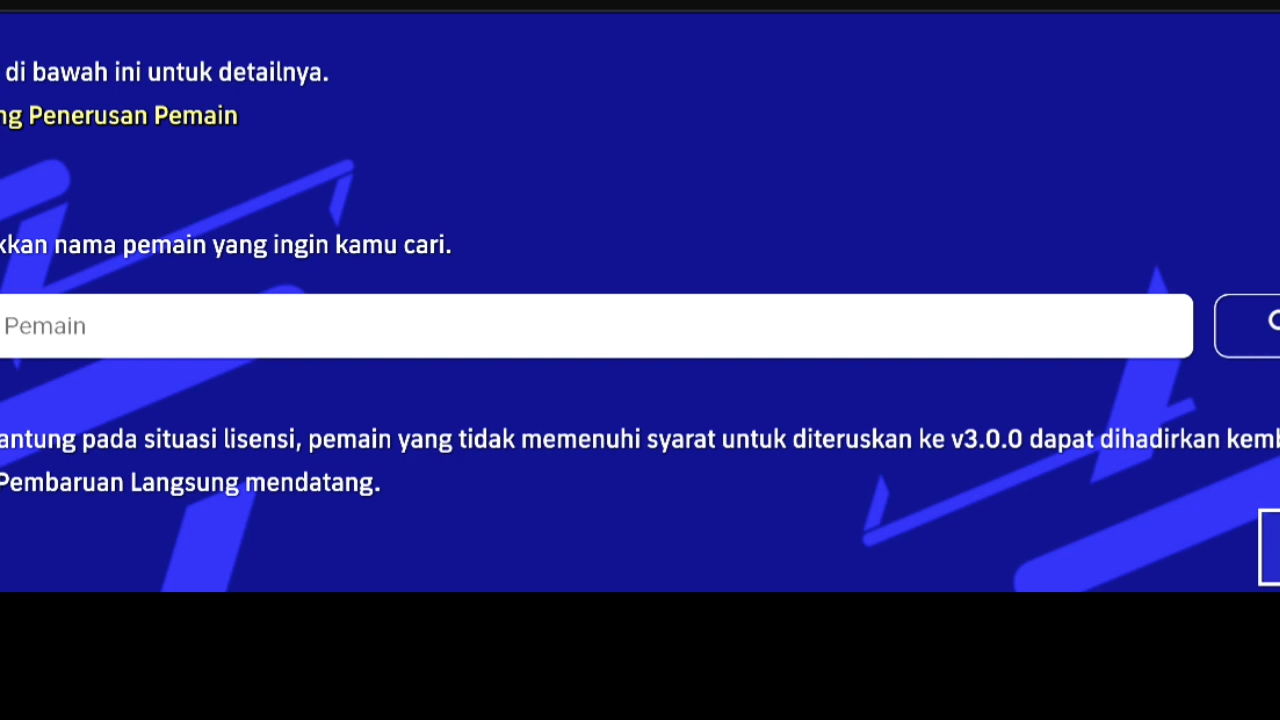 di bawah ini untuk detailnya.
ng Penerusan Pemain
kkan nama pemain yang ingin kamu cari.
Pemain
antung pada situasi lisensi, pemain yang tidak memenuhi syarat untuk diteruskan ke v3.0.0 dapat dihadirkan kemb
Pembaruan Langsung mendatang.